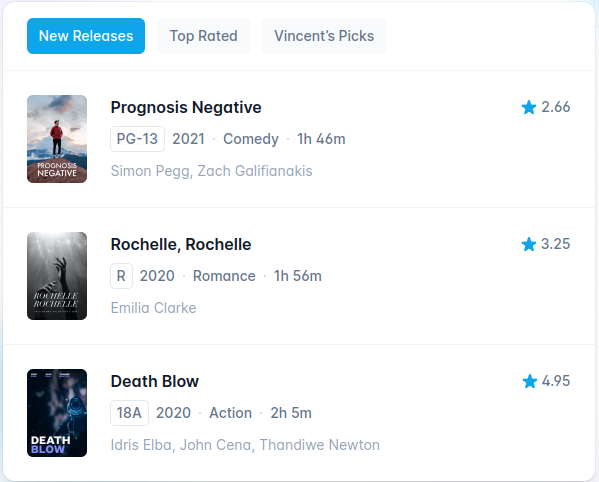 New Releases Top Rated Vincent’s Picks
Prognosis Negative 2.66
PG-13 2021 · Comedy · 1h 46m
Simon Pegg, Zach Galifianakis
PROGNOSIS
NEGATIVE
Rochelle, Rochelle 3.25
R 2020 · Romance · 1h 56m
Emilia Clarke
ROCHELLE
ROCHELLE
Death Blow 4.95
18A 2020 · Action · 2h 5m
Idris Elba, John Cena, Thandiwe Newton
DEATH
BLOW